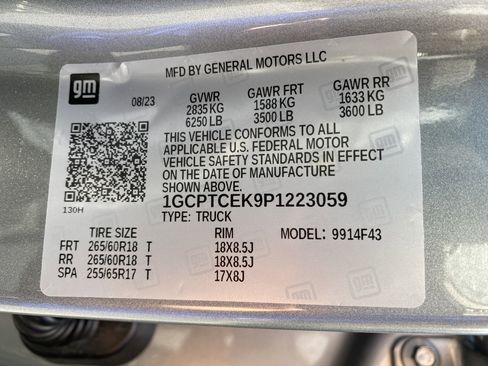 MFD BY GENERAL MOTORS LLC
gm
08/23 GVWR GAWR FRT GAWR RR
2835 KG 1588 KG 1633 KG
6250 LB 3500 LB 3600 LB
THIS VEHICLE CONFORMS TO ALL
APPLICABLE U.S. FEDERAL MOTOR
VEHICLE SAFETY STANDARDS IN EFFECT
ON THE DATE OF MANUFACTURE
SHOWN ABOVE.
130H
1GCPTCEK9P1223059
TYPE: TRUCK
TIRE SIZE RIM MODEL: 9914F43
FRT 265/60R18 T 18X8.5J
RR 265/60R18 T 18X8.5J
SPA 255/65R17 T 17X8J